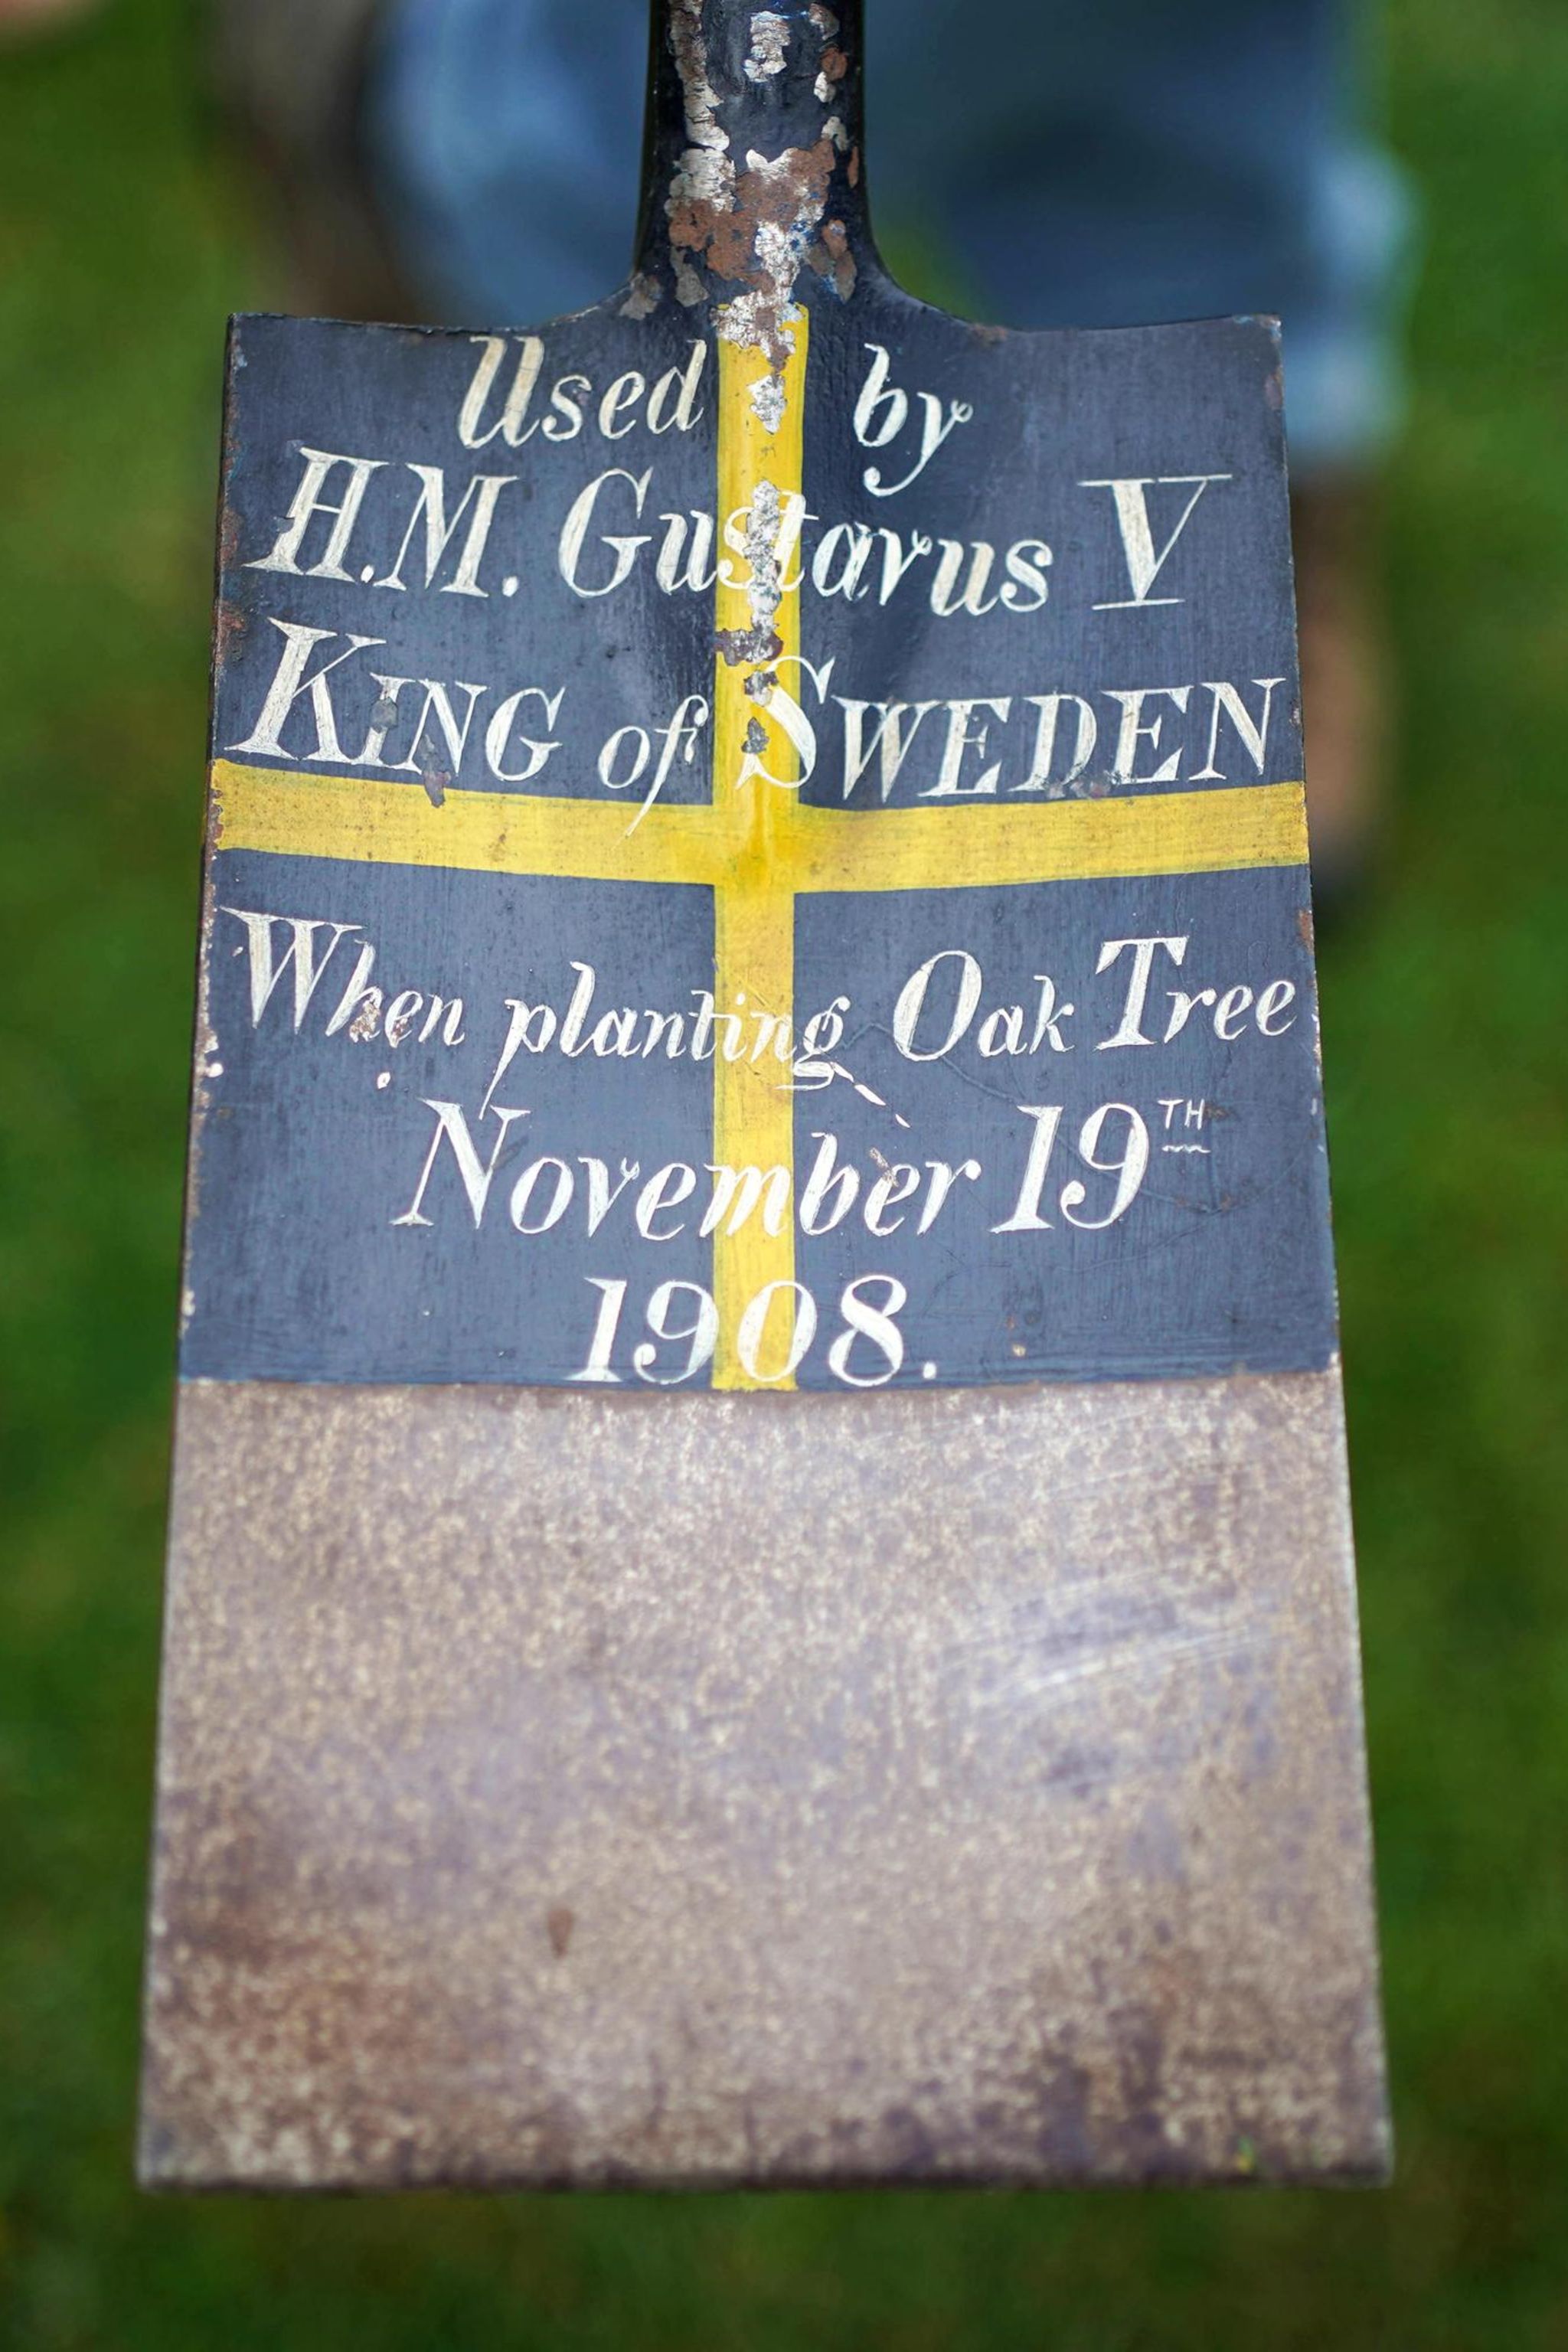 Used by
H.M. Gustavus V
KING of SWEDEN
When planting Oak Tree
November 19TH
1908.